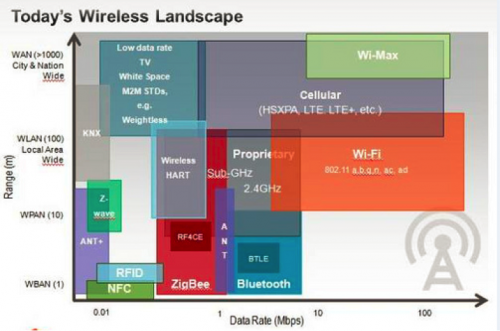 Today's Wireless Landscape
WAN (>1000)
City & Nation
Wide
Low data rate
TV
White Space
M2M STDs,
e.g.
Weightless
Wi-Max
Cellular
(HSXPA, LTE, LTE+, etc.)
KNX
WLAN (100)
Local Area
Wide
Wireless
HART
Proprietary
Sub-GHz
2.4GHz
Wi-Fi
802.11 a,b,g,n, ac, ad
Range (m)
WPAN (10)
Z-
wave
ANT+
RF4CE
A
N
T
BTLE
WBAN (1)
RFID
NFC
ZigBee
Bluetooth
0.01
1
10
100
Data Rate (Mbps)